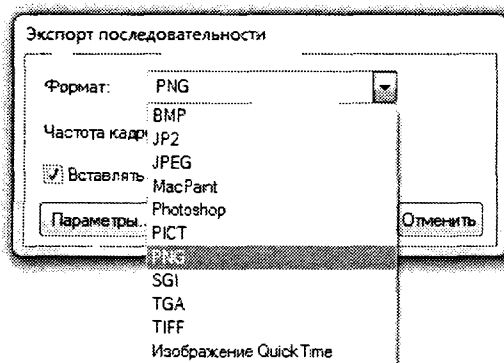 Экспорт последовательности
Формат: PNG
BMP
Частота кадр
JP2
JPEG
Вставлять
MacPaint
Photoshop
Параметры..
Отменить
PICT
PNG
SGI
TGA
TIFF
Изображение QuickTime